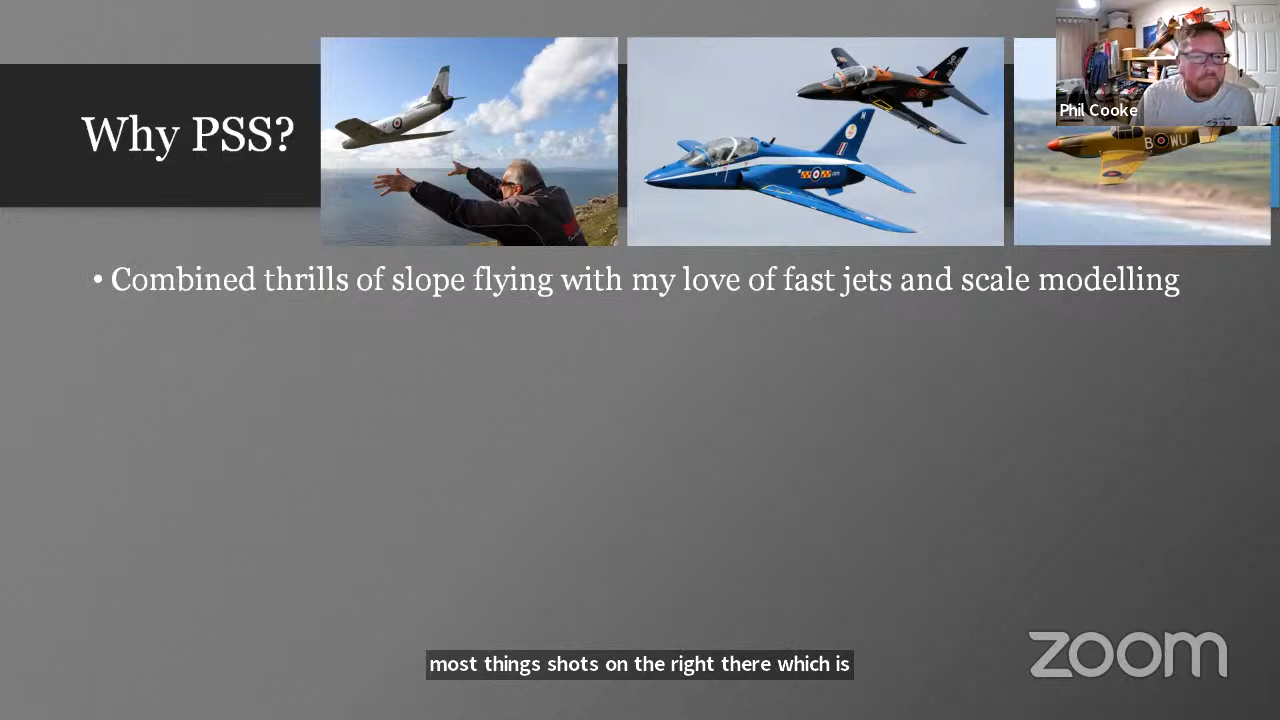 Why PSS?
Phil Cooke
B WU
• Combined thrills of slope flying with my love of fast jets and scale modelling
most things shots on the right there which is
zoom